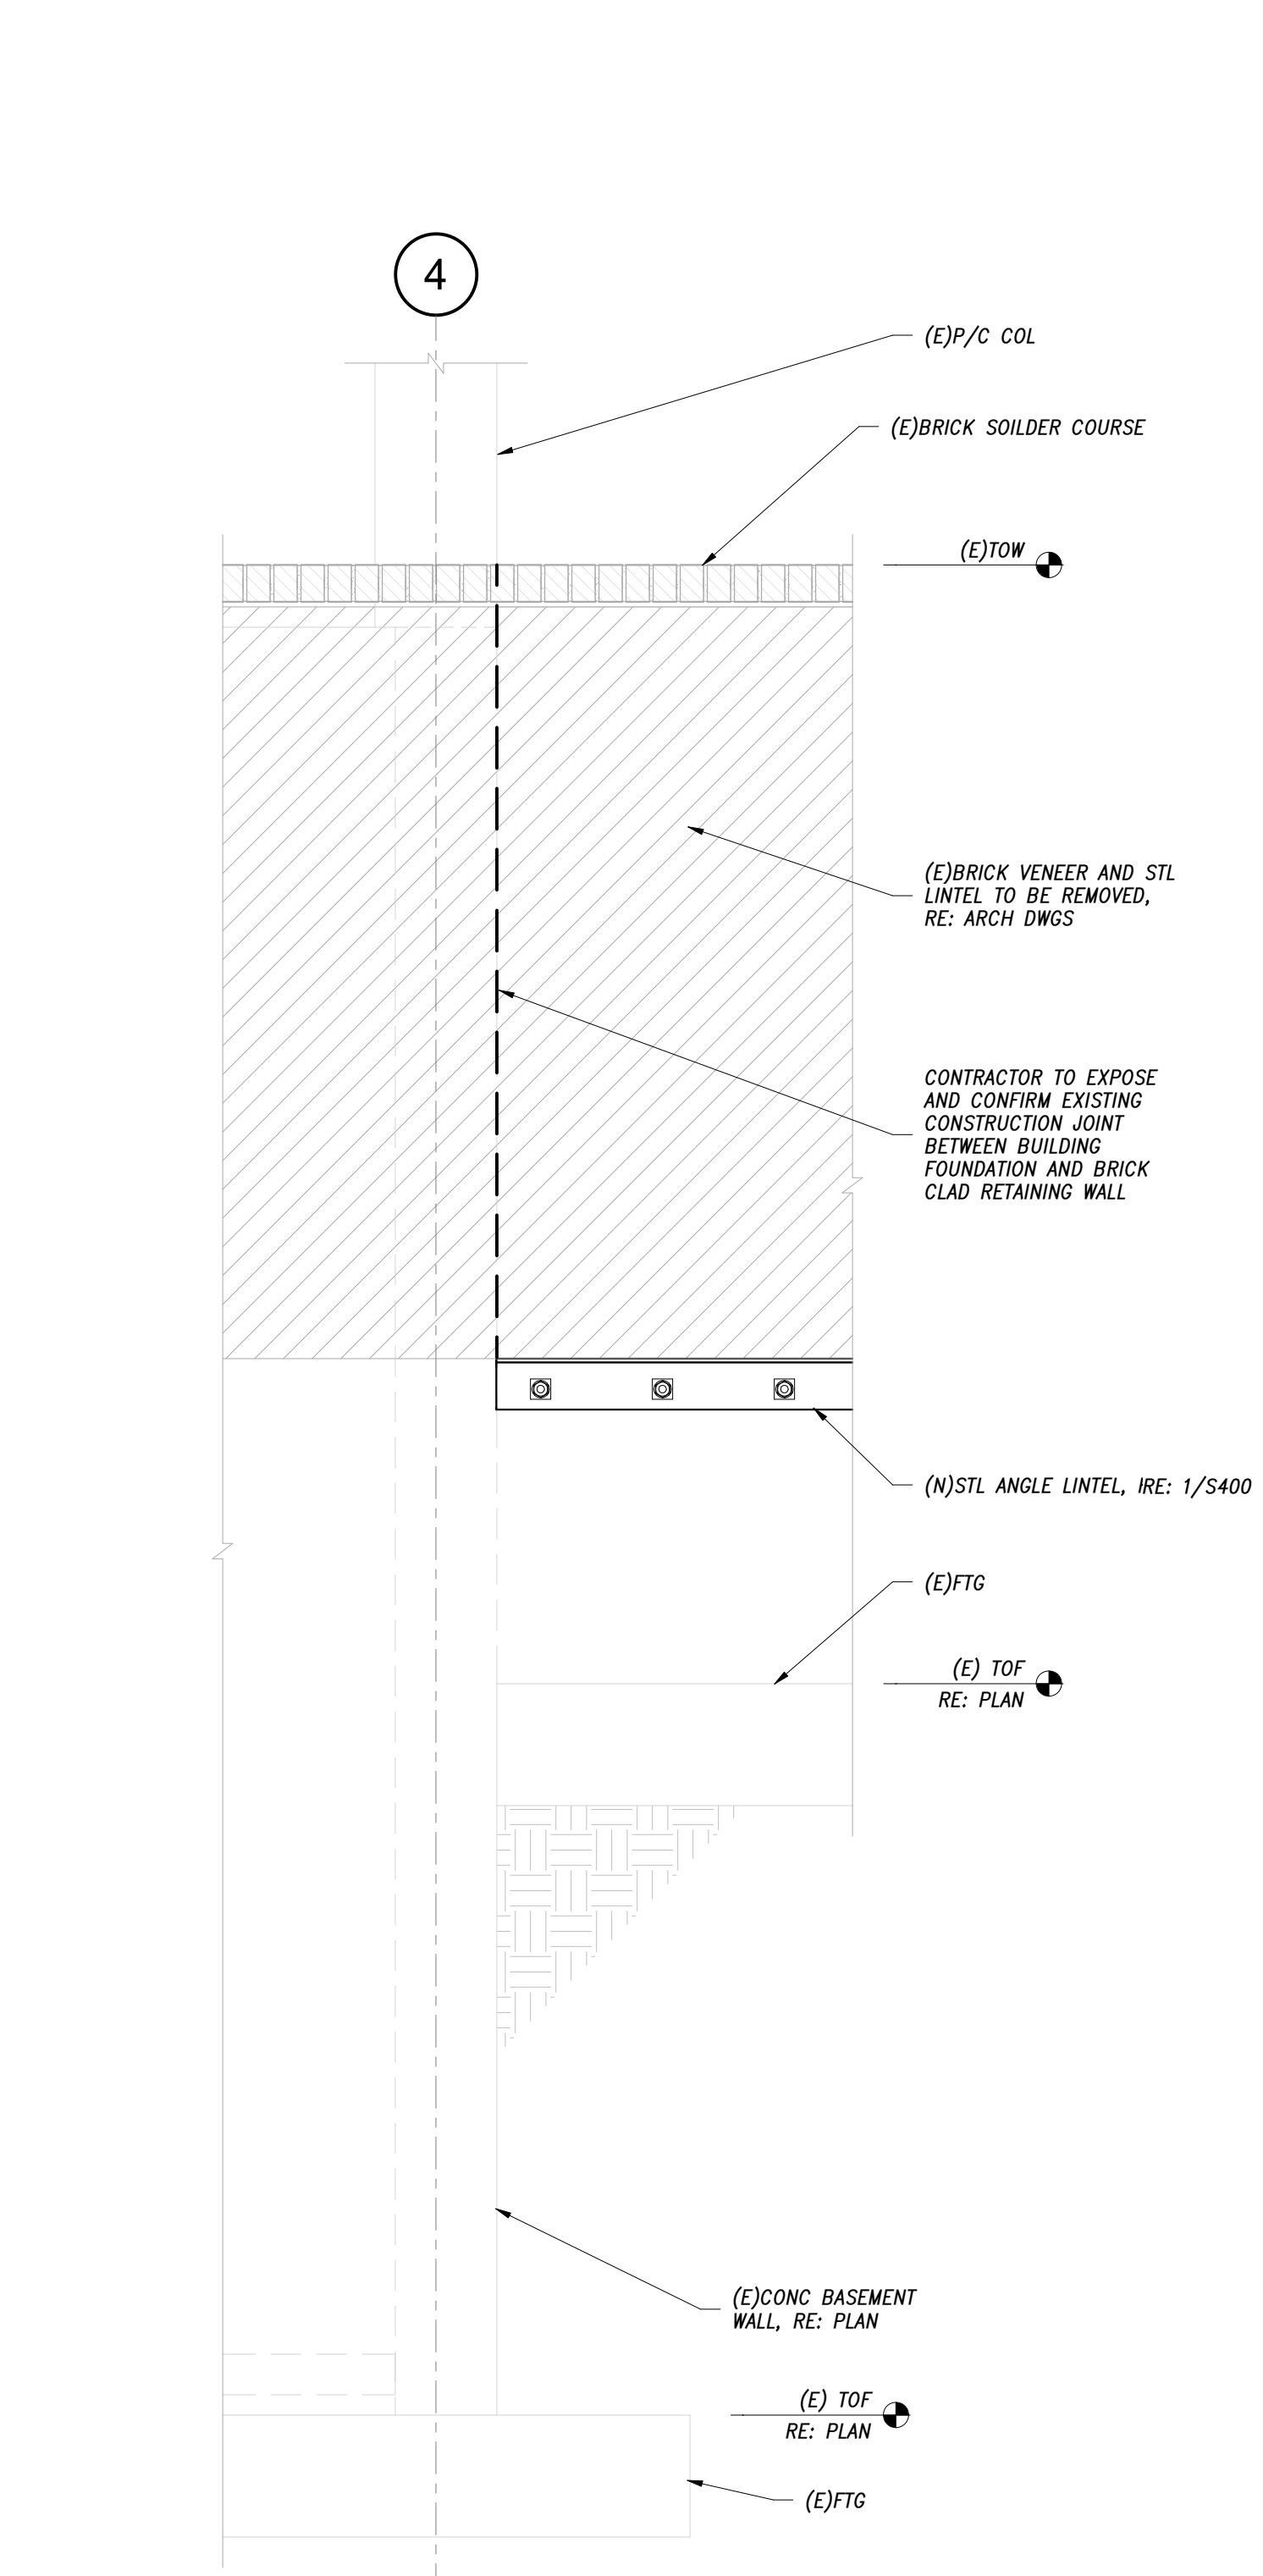 4
(E)P/C COL
(E)BRICK SOILDER COURSE
(E)TOW
(E)BRICK VENEER AND STL
LINTEL TO BE REMOVED,
RE: ARCH DWGS
CONTRACTOR TO EXPOSE
AND CONFIRM EXISTING
CONSTRUCTION JOINT
BETWEEN BUILDING
FOUNDATION AND BRICK
CLAD RETAINING WALL
(N)STL ANGLE LINTEL, IRE: 1/S400
(E)FTG
(E) TOF
RE: PLAN
(E)CONC BASEMENT
WALL, RE: PLAN
(E) TOF
RE: PLAN
(E)FTG